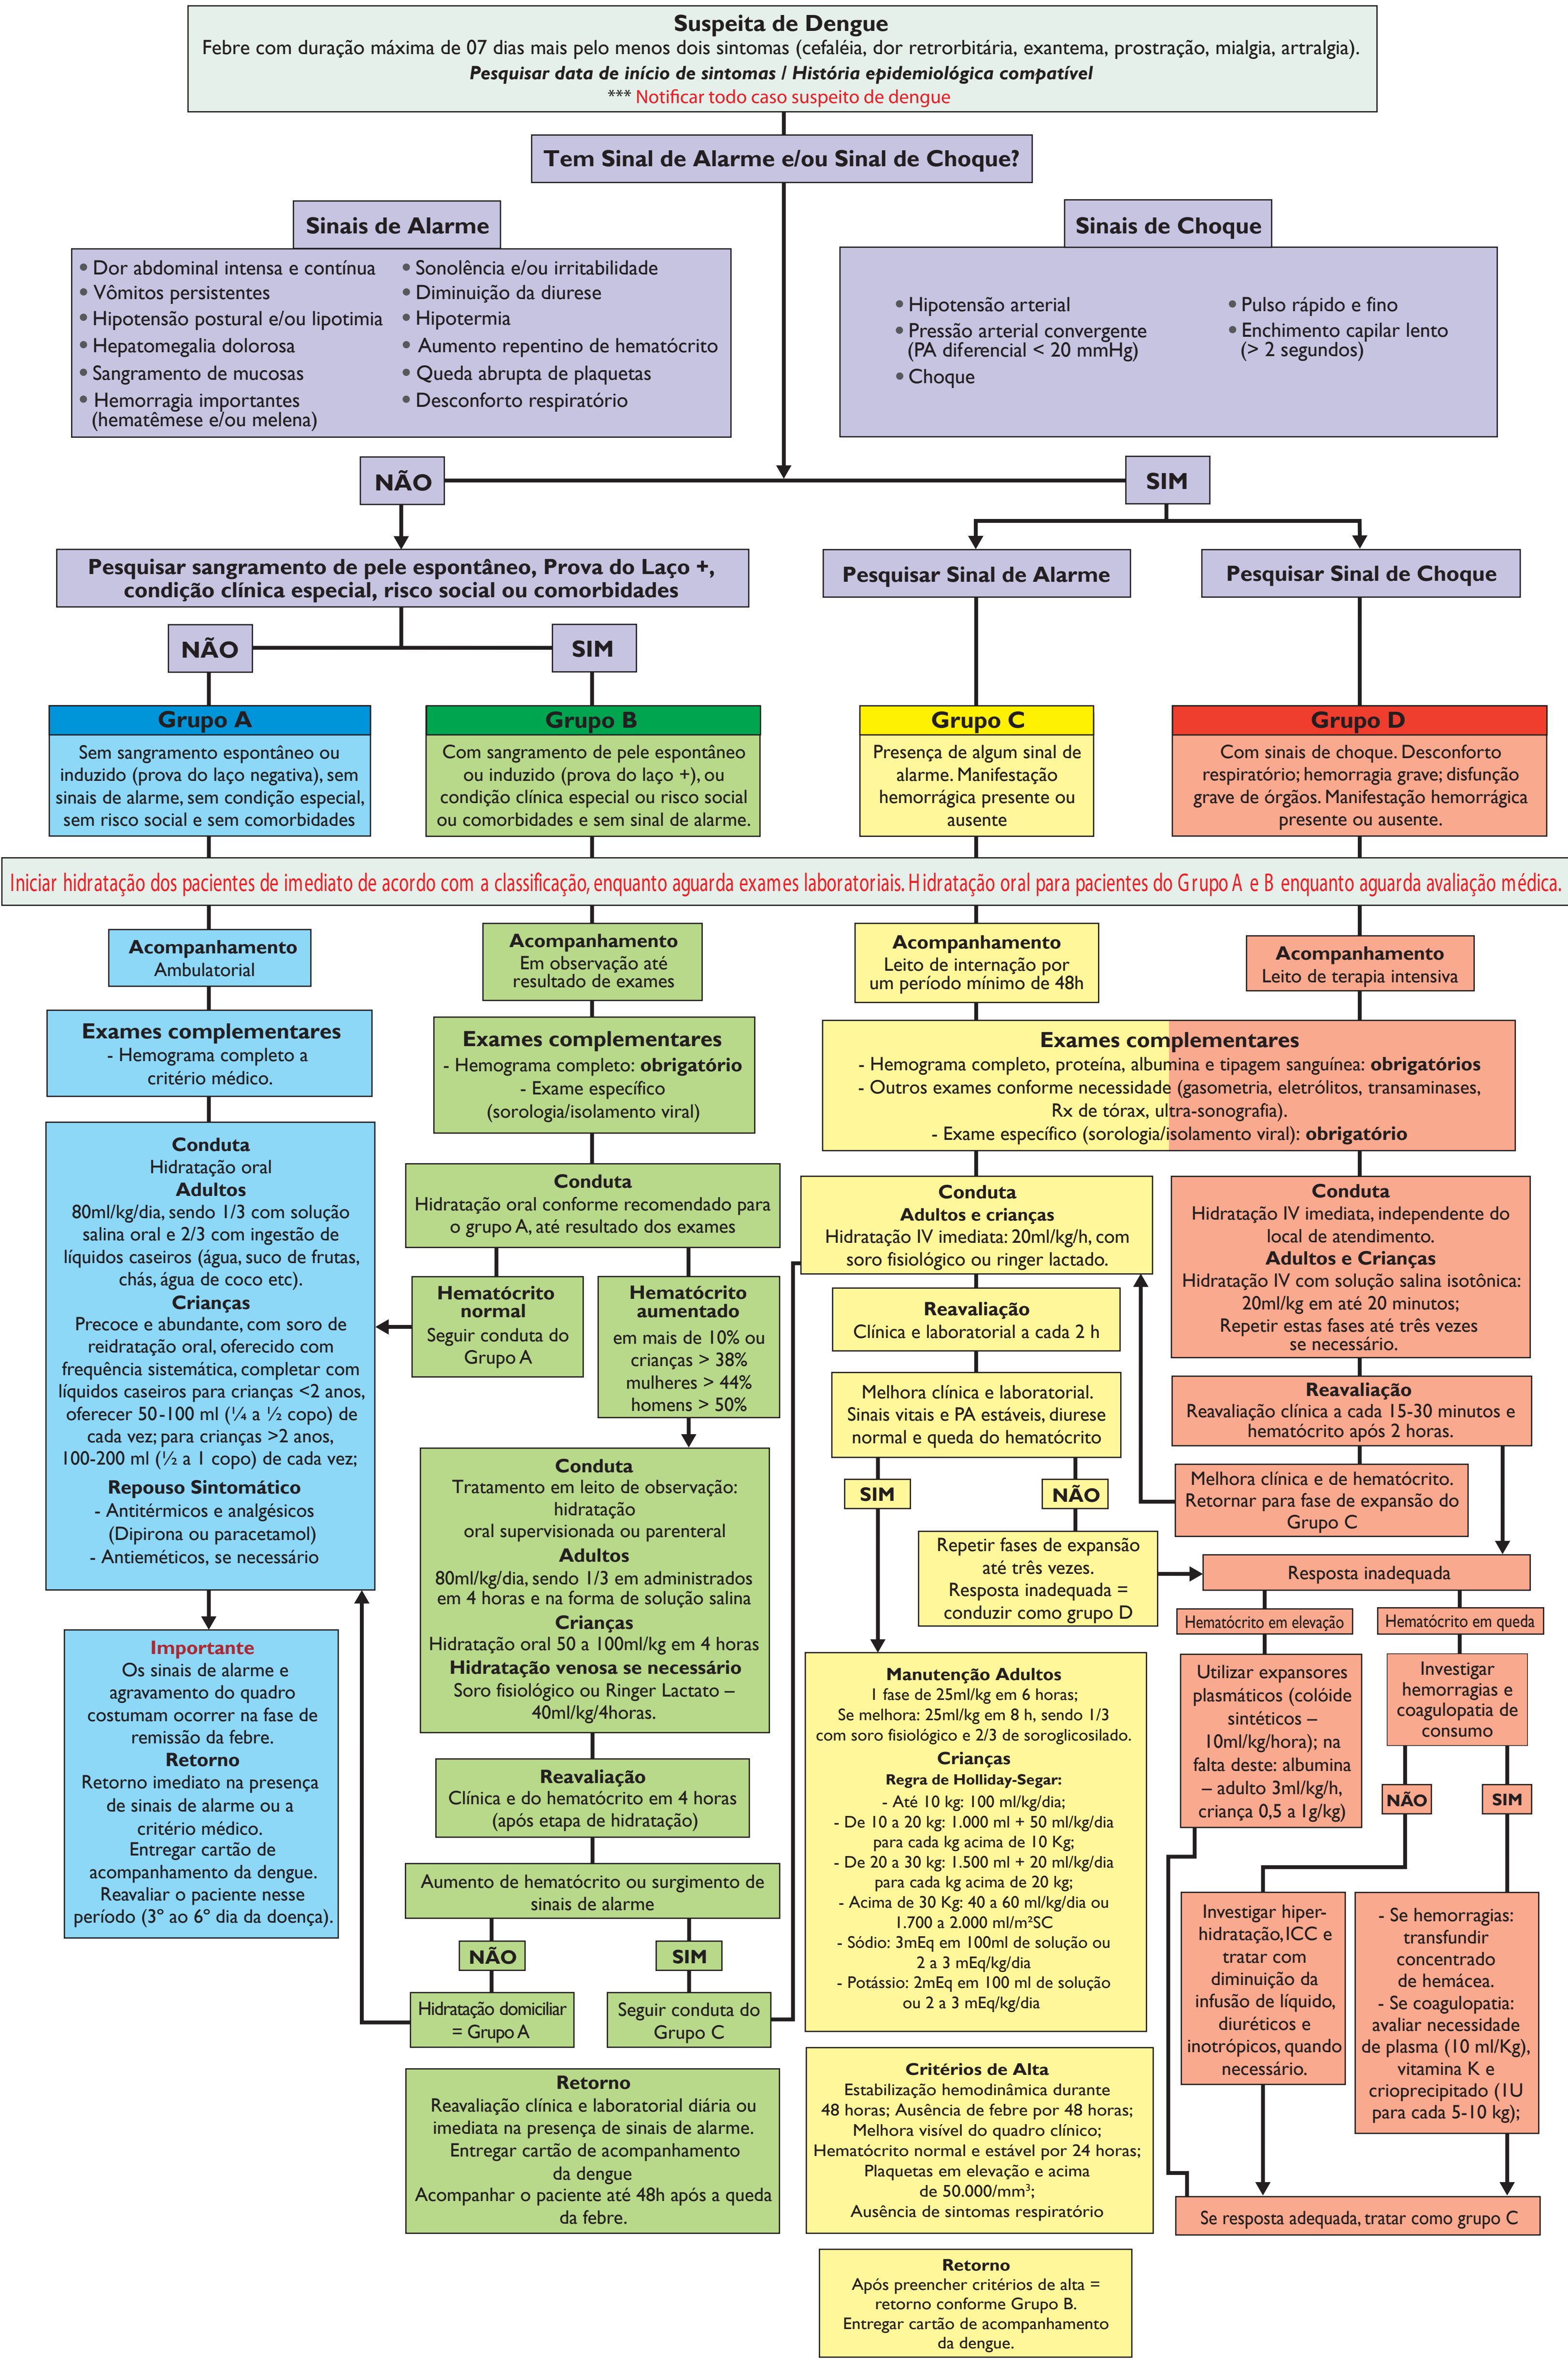 Suspeita de Dengue
Febre com duração máxima de 07 dias mais pelo menos dois sintomas (cefaléia, dor retrorbitária, exantema, prostração, mialgia, artralgia).
Pesquisar data de início de sintomas / História epidemiológica compatível
*** Notificar todo caso suspeito de dengue
Tem Sinal de Alarme e/ou Sinal de Choque?
Sinais de Alarme
• Dor abdominal intensa e contínua
• Vômitos persistentes
• Hipotensão postural e/ou lipotimia
• Hepatomegalia dolorosa
• Sangramento de mucosas
• Hemorragia importantes
(hematêmese e/ou melena)
• Sonolência e/ou irritabilidade
• Diminuição da diurese
• Hipotermia
• Aumento repentino de hematócrito
• Queda abrupta de plaquetas
• Desconforto respiratório
Sinais de Choque
• Hipotensão arterial
• Pressão arterial convergente
(PA diferencial < 20 mmHg)
• Choque
• Pulso rápido e fino
• Enchimento capilar lento
(> 2 segundos)
NÃO
SIM
Pesquisar sangramento de pele espontâneo, Prova do Laço +,
condição clínica especial, risco social ou comorbidades
Pesquisar Sinal de Alarme
Pesquisar Sinal de Choque
NÃO
SIM
Grupo A
Sem sangramento espontâneo ou
induzido (prova do laço negativa), sem
sinais de alarme, sem condição especial,
sem risco social e sem comorbidades
Grupo B
Com sangramento de pele espontâneo
ou induzido (prova do laço +), ou
condição clínica especial ou risco social
ou comorbidades e sem sinal de alarme.
Grupo C
Presença de algum sinal de
alarme. Manifestação
hemorrágica presente ou
ausente
Grupo D
Com sinais de choque. Desconforto
respiratório; hemorragia grave; disfunção
grave de órgãos. Manifestação hemorrágica
presente ou ausente.
Iniciar hidratação dos pacientes de imediato de acordo com a classificação, enquanto aguarda exames laboratoriais. Hidratação oral para pacientes do Grupo A e B enquanto aguarda avaliação médica.
Acompanhamento
Ambulatorial
Exames complementares
- Hemograma completo a
critério médico.
Conduta
Hidratação oral
Adultos
80ml/kg/dia, sendo 1/3 com solução
salina oral e 2/3 com ingestão de
líquidos caseiros (água, suco de frutas,
chás, água de coco etc).
Crianças
Precoce e abundante, com soro de
reidratação oral, oferecido com
frequência sistemática, completar com
líquidos caseiros para crianças <2 anos,
oferecer 50-100 ml (¼ a ½ copo) de
cada vez; para crianças >2 anos,
100-200 ml (½ a 1 copo) de cada vez;
Repouso Sintomático
- Antitérmicos e analgésicos
(Dipirona ou paracetamol)
- Antieméticos, se necessário
Importante
Os sinais de alarme e
agravamento do quadro
costumam ocorrer na fase de
remissão da febre.
Retorno
Retorno imediato na presença
de sinais de alarme ou a
critério médico.
Entregar cartão de
acompanhamento da dengue.
Reavaliar o paciente nesse
período (3º ao 6º dia da doença).
Acompanhamento
Em observação até
resultado de exames
Exames complementares
- Hemograma completo: obrigatório
- Exame específico
(sorologia/isolamento viral)
Conduta
Hidratação oral conforme recomendado para
o grupo A, até resultado dos exames
Hematócrito
normal
Seguir conduta do
Grupo A
Hematócrito
aumentado
em mais de 10% ou
crianças > 38%
mulheres > 44%
homens > 50%
Conduta
Tratamento em leito de observação:
hidratação
oral supervisionada ou parenteral
Adultos
80ml/kg/dia, sendo 1/3 em administrados
em 4 horas e na forma de solução salina
Crianças
Hidratação oral 50 a 100ml/kg em 4 horas
Hidratação venosa se necessário
Soro fisiológico ou Ringer Lactato –
40ml/kg/4horas.
Reavaliação
Clínica e do hematócrito em 4 horas
(após etapa de hidratação)
Aumento de hematócrito ou surgimento de
sinais de alarme
NÃO
SIM
Hidratação domiciliar
= Grupo A
Seguir conduta do
Grupo C
Retorno
Reavaliação clínica e laboratorial diária ou
imediata na presença de sinais de alarme.
Entregar cartão de acompanhamento
da dengue
Acompanhar o paciente até 48h após a queda
da febre.
Acompanhamento
Leito de internação por
um período mínimo de 48h
Acompanhamento
Leito de terapia intensiva
Exames complementares
- Hemograma completo, proteína, albumina e tipagem sanguínea: obrigatórios
- Outros exames conforme necessidade (gasometria, eletrólitos, transaminases,
Rx de tórax, ultra-sonografia).
- Exame específico (sorologia/isolamento viral): obrigatório
Conduta
Adultos e crianças
Hidratação IV imediata: 20ml/kg/h, com
soro fisiológico ou ringer lactado.
Reavaliação
Clínica e laboratorial a cada 2 h
Melhora clínica e laboratorial.
Sinais vitais e PA estáveis, diurese
normal e queda do hematócrito
SIM
NÃO
Repetir fases de expansão
até três vezes.
Resposta inadequada =
conduzir como grupo D
Manutenção Adultos
1 fase de 25ml/kg em 6 horas;
Se melhora: 25ml/kg em 8 h, sendo 1/3
com soro fisiológico e 2/3 de soroglicosilado.
Crianças
Regra de Holliday-Segar:
- Até 10 kg: 100 ml/kg/dia;
- De 10 a 20 kg: 1.000 ml + 50 ml/kg/dia
para cada kg acima de 10 Kg;
- De 20 a 30 kg: 1.500 ml + 20 ml/kg/dia
para cada kg acima de 20 kg;
- Acima de 30 Kg: 40 a 60 ml/kg/dia ou
1.700 a 2.000 ml/m²SC
- Sódio: 3mEq em 100ml de solução ou
2 a 3 mEq/kg/dia
- Potássio: 2mEq em 100 ml de solução
ou 2 a 3 mEq/kg/dia
Critérios de Alta
Estabilização hemodinâmica durante
48 horas; Ausência de febre por 48 horas;
Melhora visível do quadro clínico;
Hematócrito normal e estável por 24 horas;
Plaquetas em elevação e acima
de 50.000/mm³;
Ausência de sintomas respiratório
Retorno
Após preencher critérios de alta =
retorno conforme Grupo B.
Entregar cartão de acompanhamento
da dengue.
Conduta
Hidratação IV imediata, independente do
local de atendimento.
Adultos e Crianças
Hidratação IV com solução salina isotônica:
20ml/kg em até 20 minutos;
Repetir estas fases até três vezes
se necessário.
Reavaliação
Reavaliação clínica a cada 15-30 minutos e
hematócrito após 2 horas.
Melhora clínica e de hematócrito.
Retornar para fase de expansão do
Grupo C
Resposta inadequada
Hematócrito em elevação
Hematócrito em queda
Utilizar expansores
plasmáticos (colóide
sintéticos –
10ml/kg/hora); na
falta deste: albumina
– adulto 3ml/kg/h,
criança 0,5 a 1g/kg)
Investigar
hemorragias e
coagulopatia de
consumo
NÃO
SIM
Investigar hiper-
hidratação, ICC e
tratar com
diminuição da
infusão de líquido,
diuréticos e
inotrópicos, quando
necessário.
- Se hemorragias:
transfundir
concentrado
de hemácea.
- Se coagulopatia:
avaliar necessidade
de plasma (10 ml/Kg),
vitamina K e
crioprecipitado (1U
para cada 5-10 kg);
Se resposta adequada, tratar como grupo C